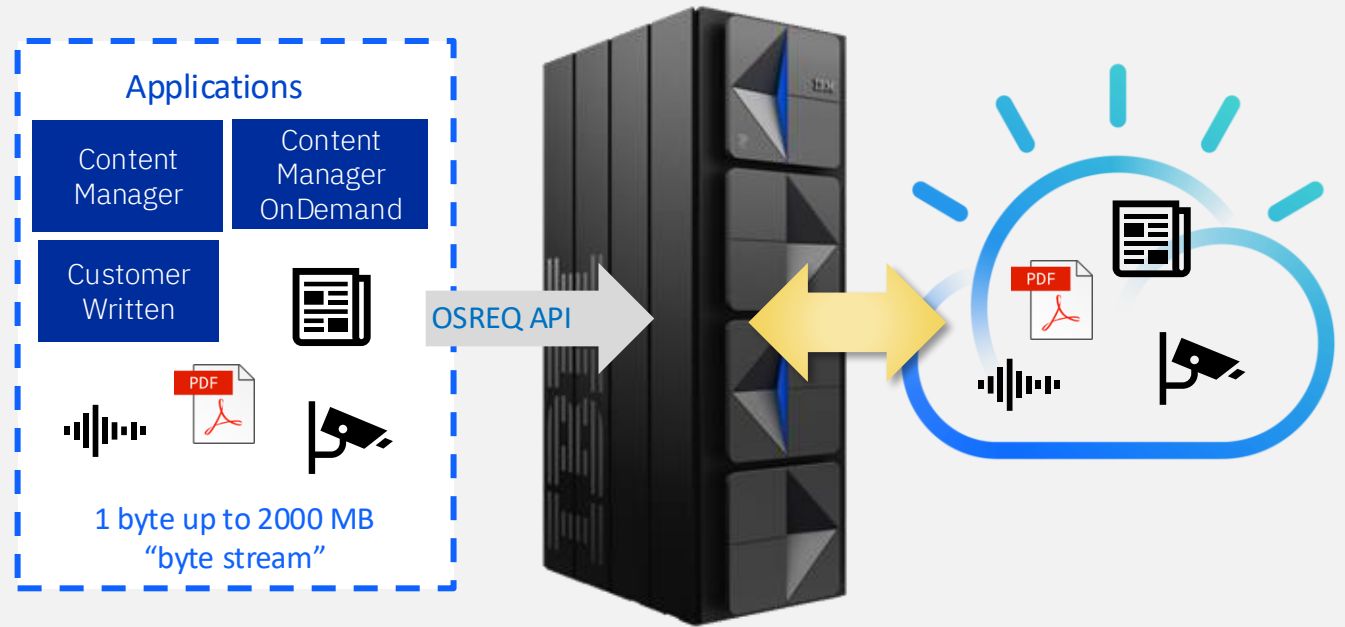 Applications
Content
Manager
Content
Manager
OnDemand
Customer
Written
PDF
1 byte up to 2000 MB
“byte stream”
OSREQ API
IBM
IBM
PDF